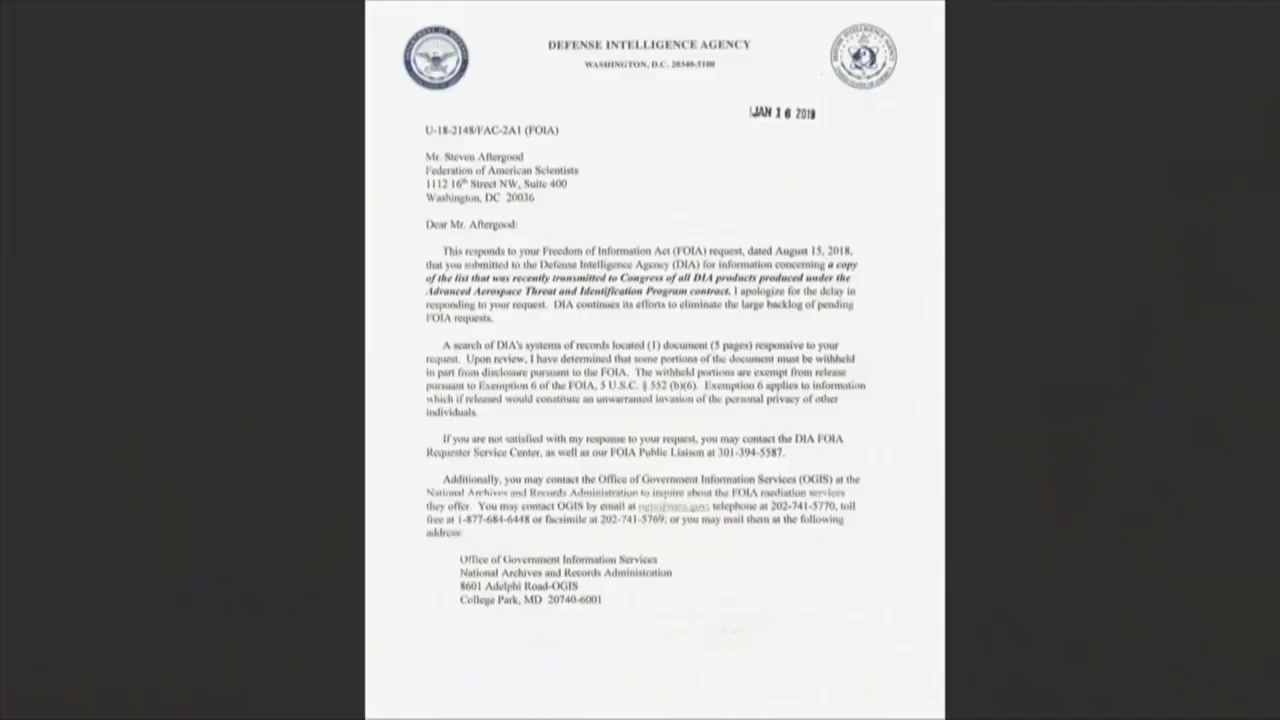 DEFENSE INTELLIGENCE AGENCY
WASHINGTON, D.C. 20340-5100
JAN 16 2019
U-18-2148/FAC-2A1 (FOIA)
Mr. Steven Aftergood
Federation of American Scientists
1112 16th Street NW, Suite 400
Washington, DC 20036
Dear Mr. Aftergood:
This responds to your Freedom of Information Act (FOIA) request, dated August 15, 2018,
that you submitted to the Defense Intelligence Agency (DIA) for information concerning a copy
of the list that was recently transmitted to Congress of all DIA products produced under the
Advanced Aerospace Threat and Identification Program contract. I apologize for the delay in
responding to your request. DIA continues its efforts to eliminate the large backlog of pending
FOIA requests.
A search of DIA's systems of records located (1) document (5 pages) responsive to your
request. Upon review, I have determined that some portions of the document must be withheld
in part from disclosure pursuant to the FOIA. The withheld portions are exempt from release
pursuant to Exemption 6 of the FOIA, 5 U.S.C. § 552 (b)(6). Exemption 6 applies to information
which if released would constitute an unwarranted invasion of the personal privacy of other
individuals.
If you are not satisfied with my response to your request, you may contact the DIA FOIA
Requester Service Center, as well as our FOIA Public Liaison at 301-394-5587.
Additionally, you may contact the Office of Government Information Services (OGIS) at the
National Archives and Records Administration to inquire about the FOIA mediation services
they offer. You may contact OGIS by email at telephone at 202-741-5770, toll
free at 1-877-684-6448 or facsimile at 202-741-5769; or you may mail them at the following
address:
Office of Government Information Services
National Archives and Records Administration
8601 Adelphi Road-OGIS
College Park, MD 20740-6001